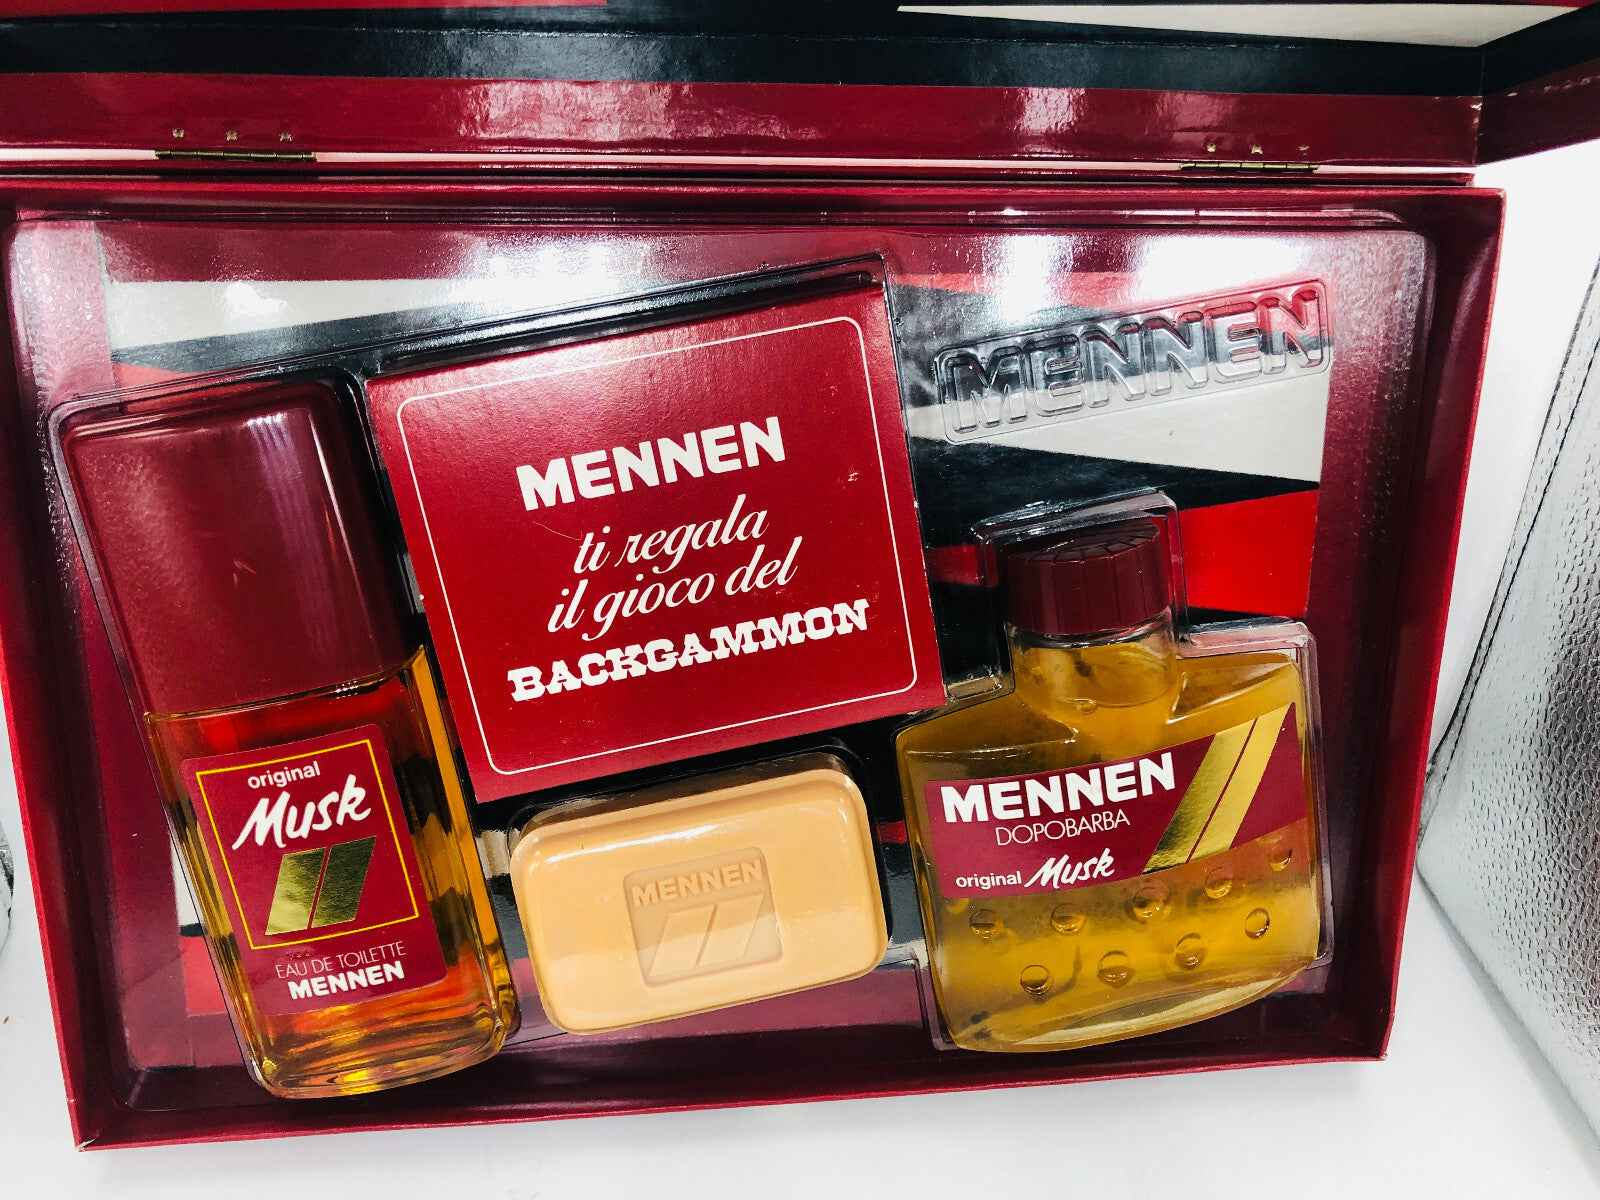 MENNEN
MENNEN
ti regala
il gioco del
BACKGAMMON
original
Musk
EAU DE TOILETTE
MENNEN
MENNEN
MENNEN
DOPOBARBA
original Musk